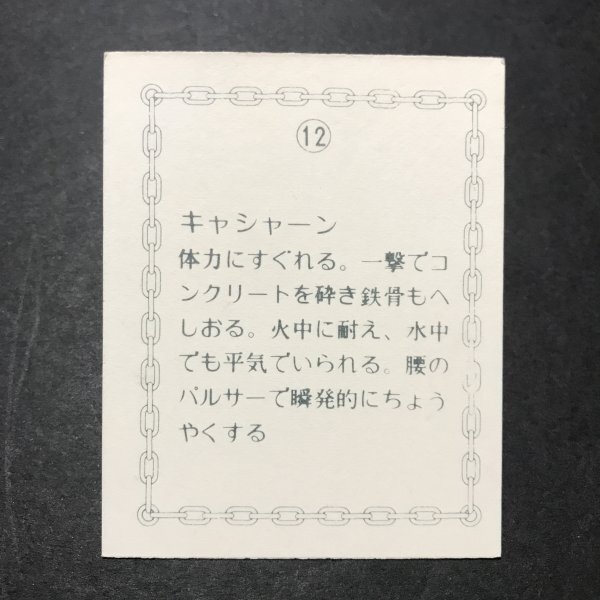 12
キャシャーン
体力にすぐれる。一撃でコ
ンクリートを砕き鉄骨もへ
しおる。火中に耐え、水中
でも平気でいられる。腰の
パルサーで瞬発的にちょう
やくする